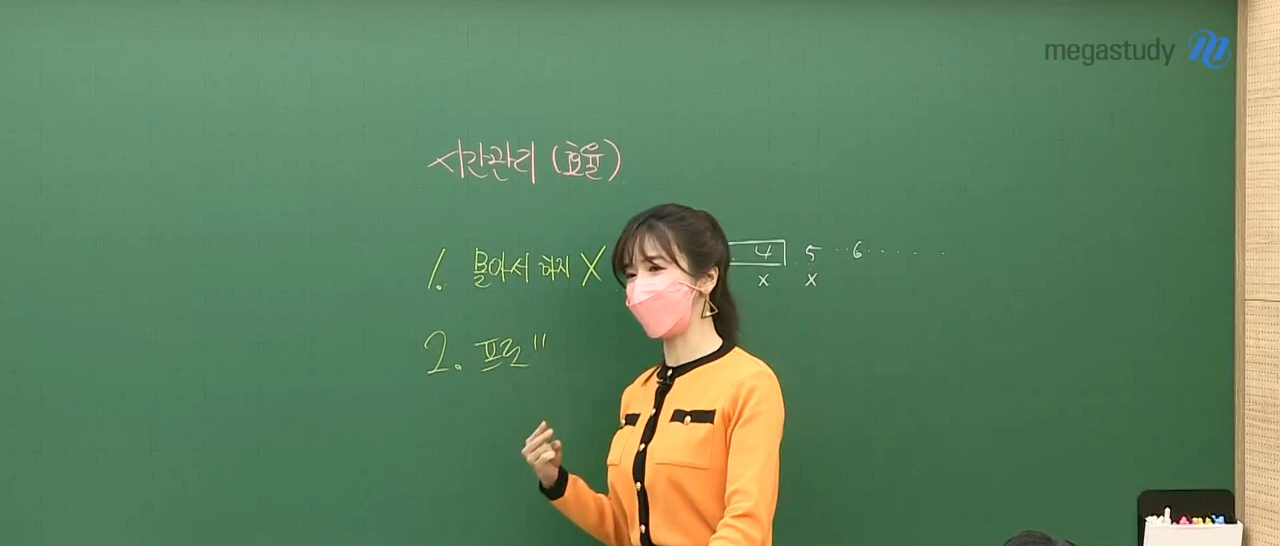 megastudy
시간관리 (효율)
1. 몰아서 하지 X
4 5 ·· 6 · · · · ·
X X
2. 프로 "